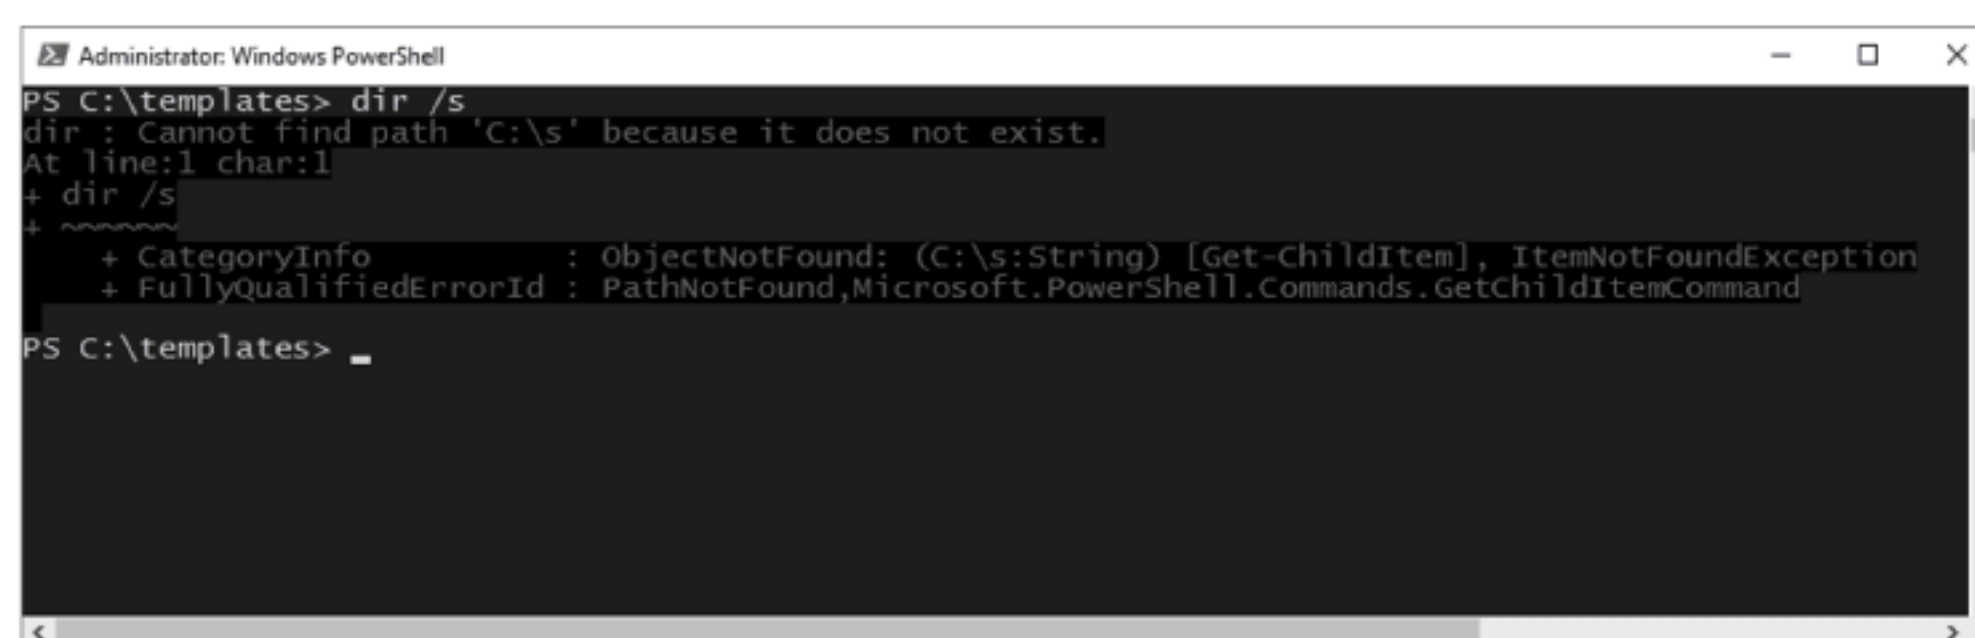 Administrator: Windows PowerShell
PS C:\templates> dir /s
dir : Cannot find path 'C:\s' because it does not exist.
At line:1 char:1
+ dir /s
+ ~~~~~~
    + CategoryInfo          : ObjectNotFound: (C:\s:String) [Get-ChildItem], ItemNotFoundException
    + FullyQualifiedErrorId : PathNotFound,Microsoft.PowerShell.Commands.GetChildItemCommand
PS C:\templates> _